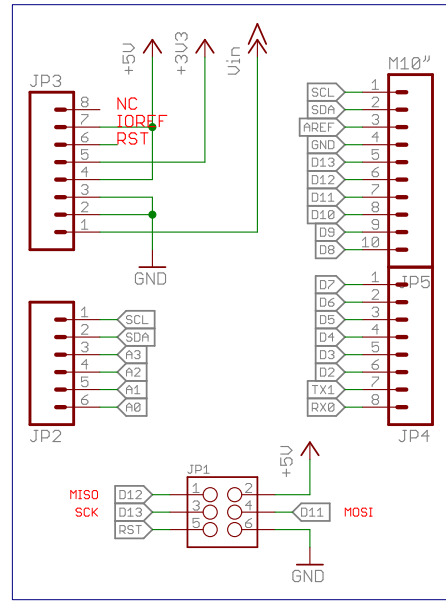 +5V
+3V3
Vin
JP3
8 NC
7 IOREF
6 RST
5
4
3
2
1
GND
M10"
SCL 1
SDA 2
AREF 3
GND 4
D13 5
D12 6
D11 7
D10 8
D9 9
D8 10
JP5
D7 1
D6 2
D5 3
D4 4
D3 5
D2 6
TX1 7
RX0 8
JP4
1 SCL
2 SDA
3 A3
4 A2
5 A1
6 A0
JP2
JP1
+5V
MISO D12 1 2
SCK D13 3 4 D11 MOSI
RST 5 6
GND